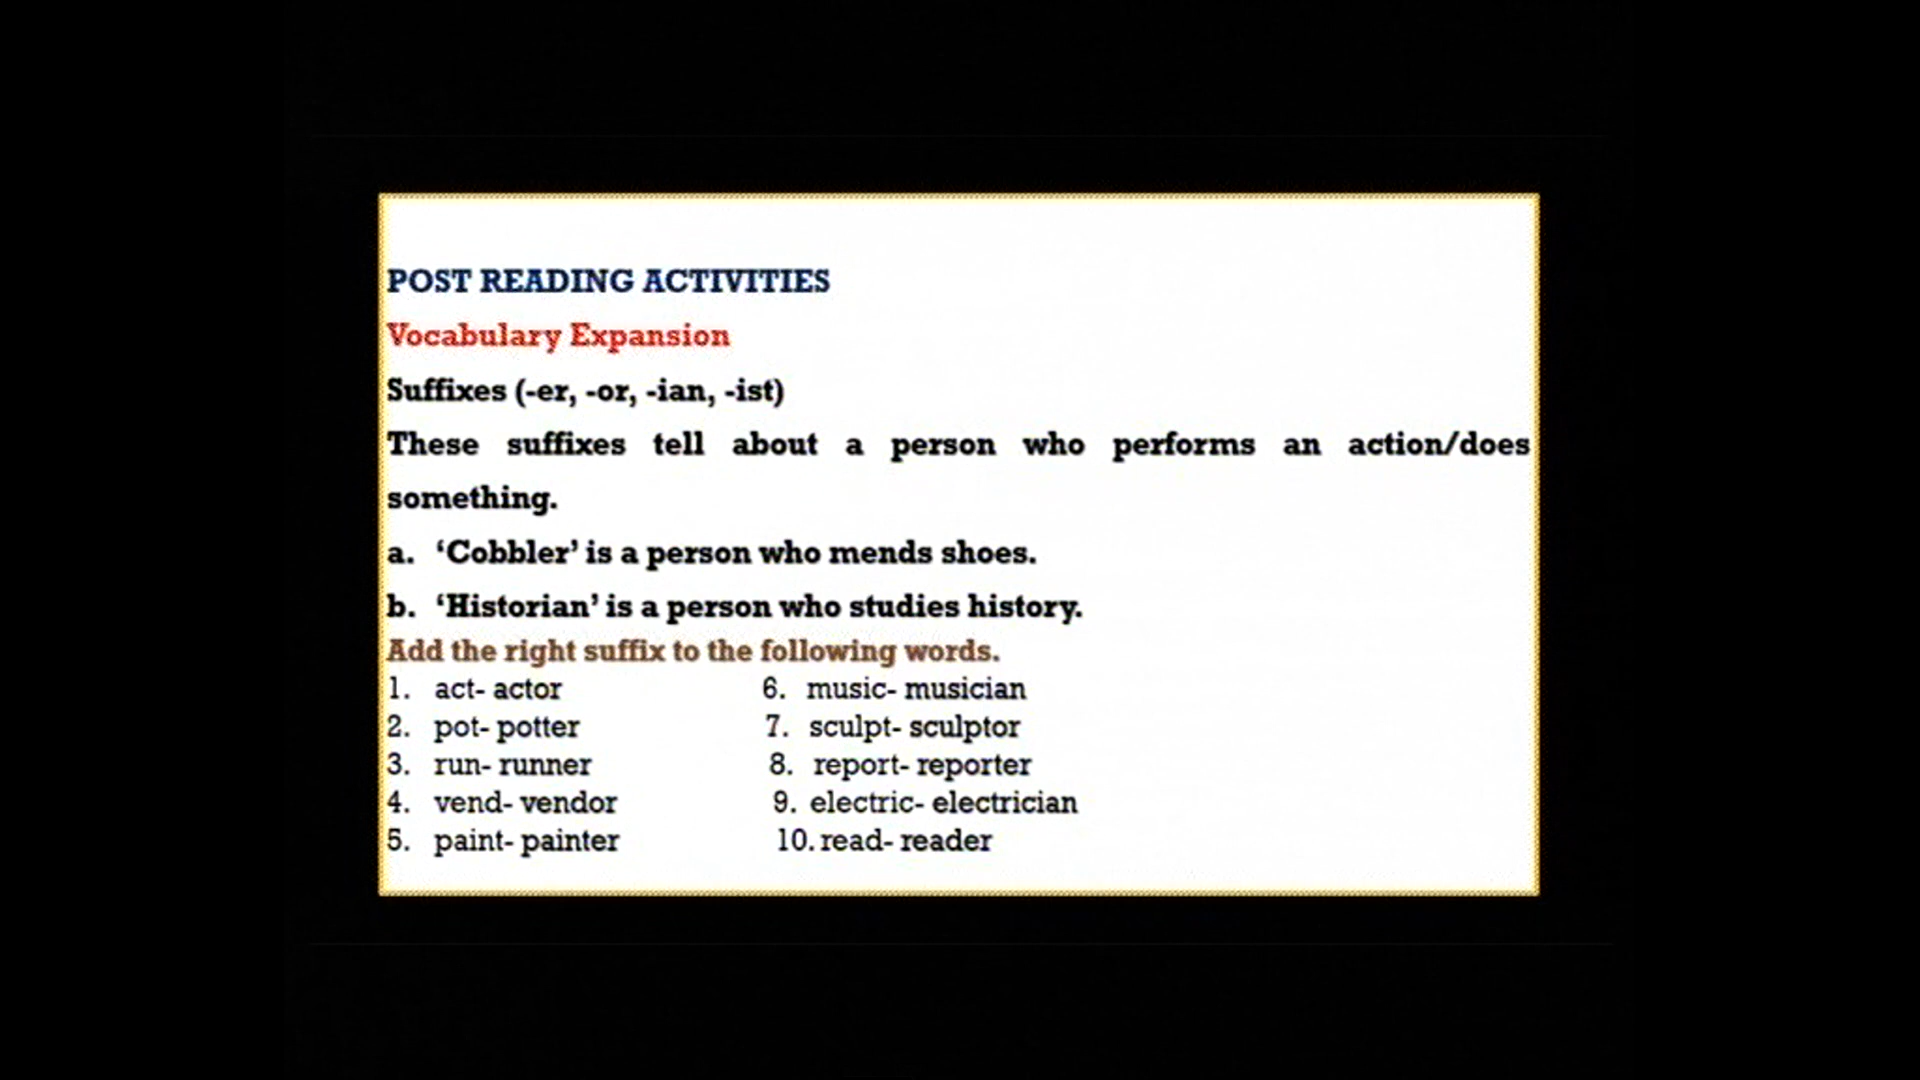 POST READING ACTIVITIES
Vocabulary Expansion
Suffixes (-er, -or, -ian, -ist)
These suffixes tell about a person who performs an action/does
something.
a. ‘Cobbler’ is a person who mends shoes.
b. ‘Historian’ is a person who studies history.
Add the right suffix to the following words.
1. act- actor 6. music- musician
2. pot- potter 7. sculpt- sculptor
3. run- runner 8. report- reporter
4. vend- vendor 9. electric- electrician
5. paint- painter 10. read- reader